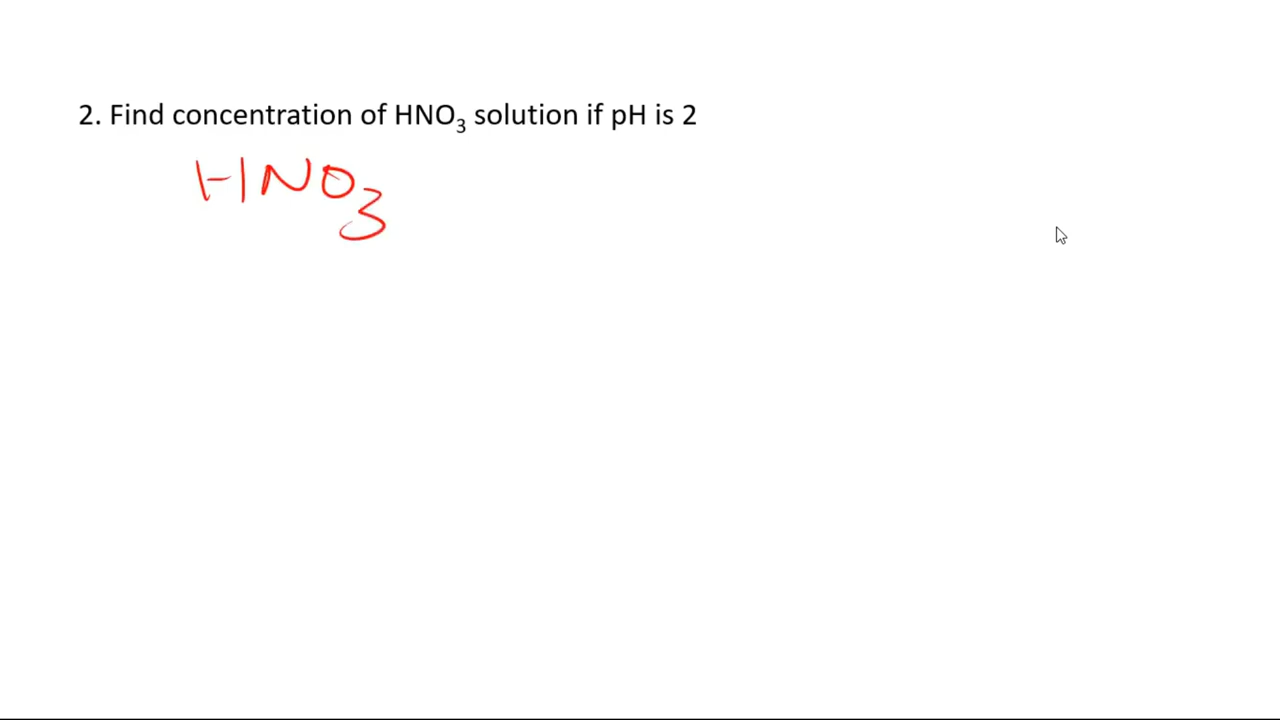 2. Find concentration of HNO₃ solution if pH is 2
HNO₃